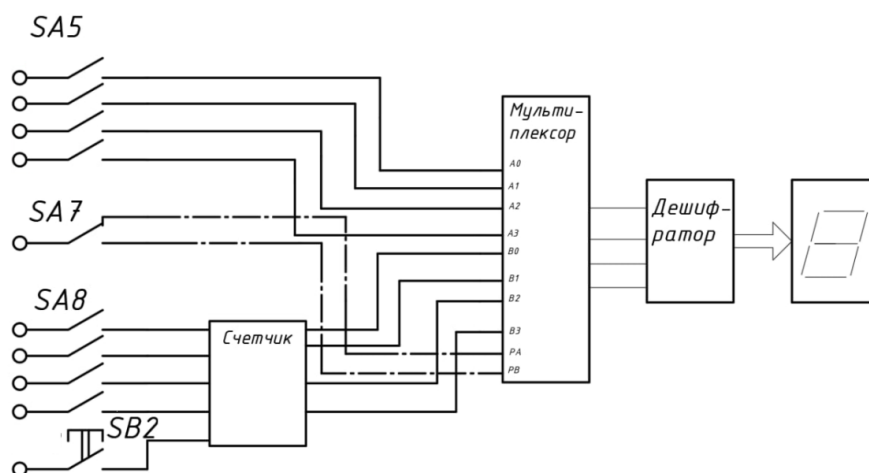 SA5
Мульти-
плексор
A0
A1
A2
A3
B0
B1
B2
B3
PA
PB
Дешиф-
ратор
SA7
SA8
Счетчик
SB2